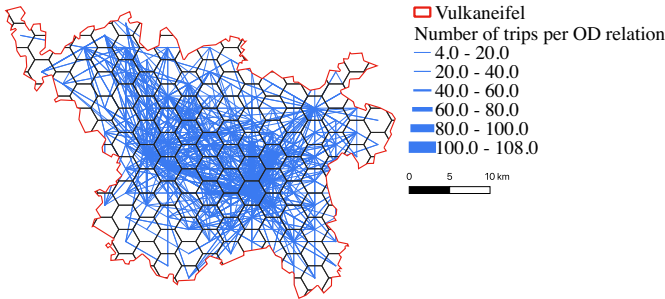 Vulkaneifel
Number of trips per OD relation
4.0 - 20.0
20.0 - 40.0
40.0 - 60.0
60.0 - 80.0
80.0 - 100.0
100.0 - 108.0
0 5 10 km